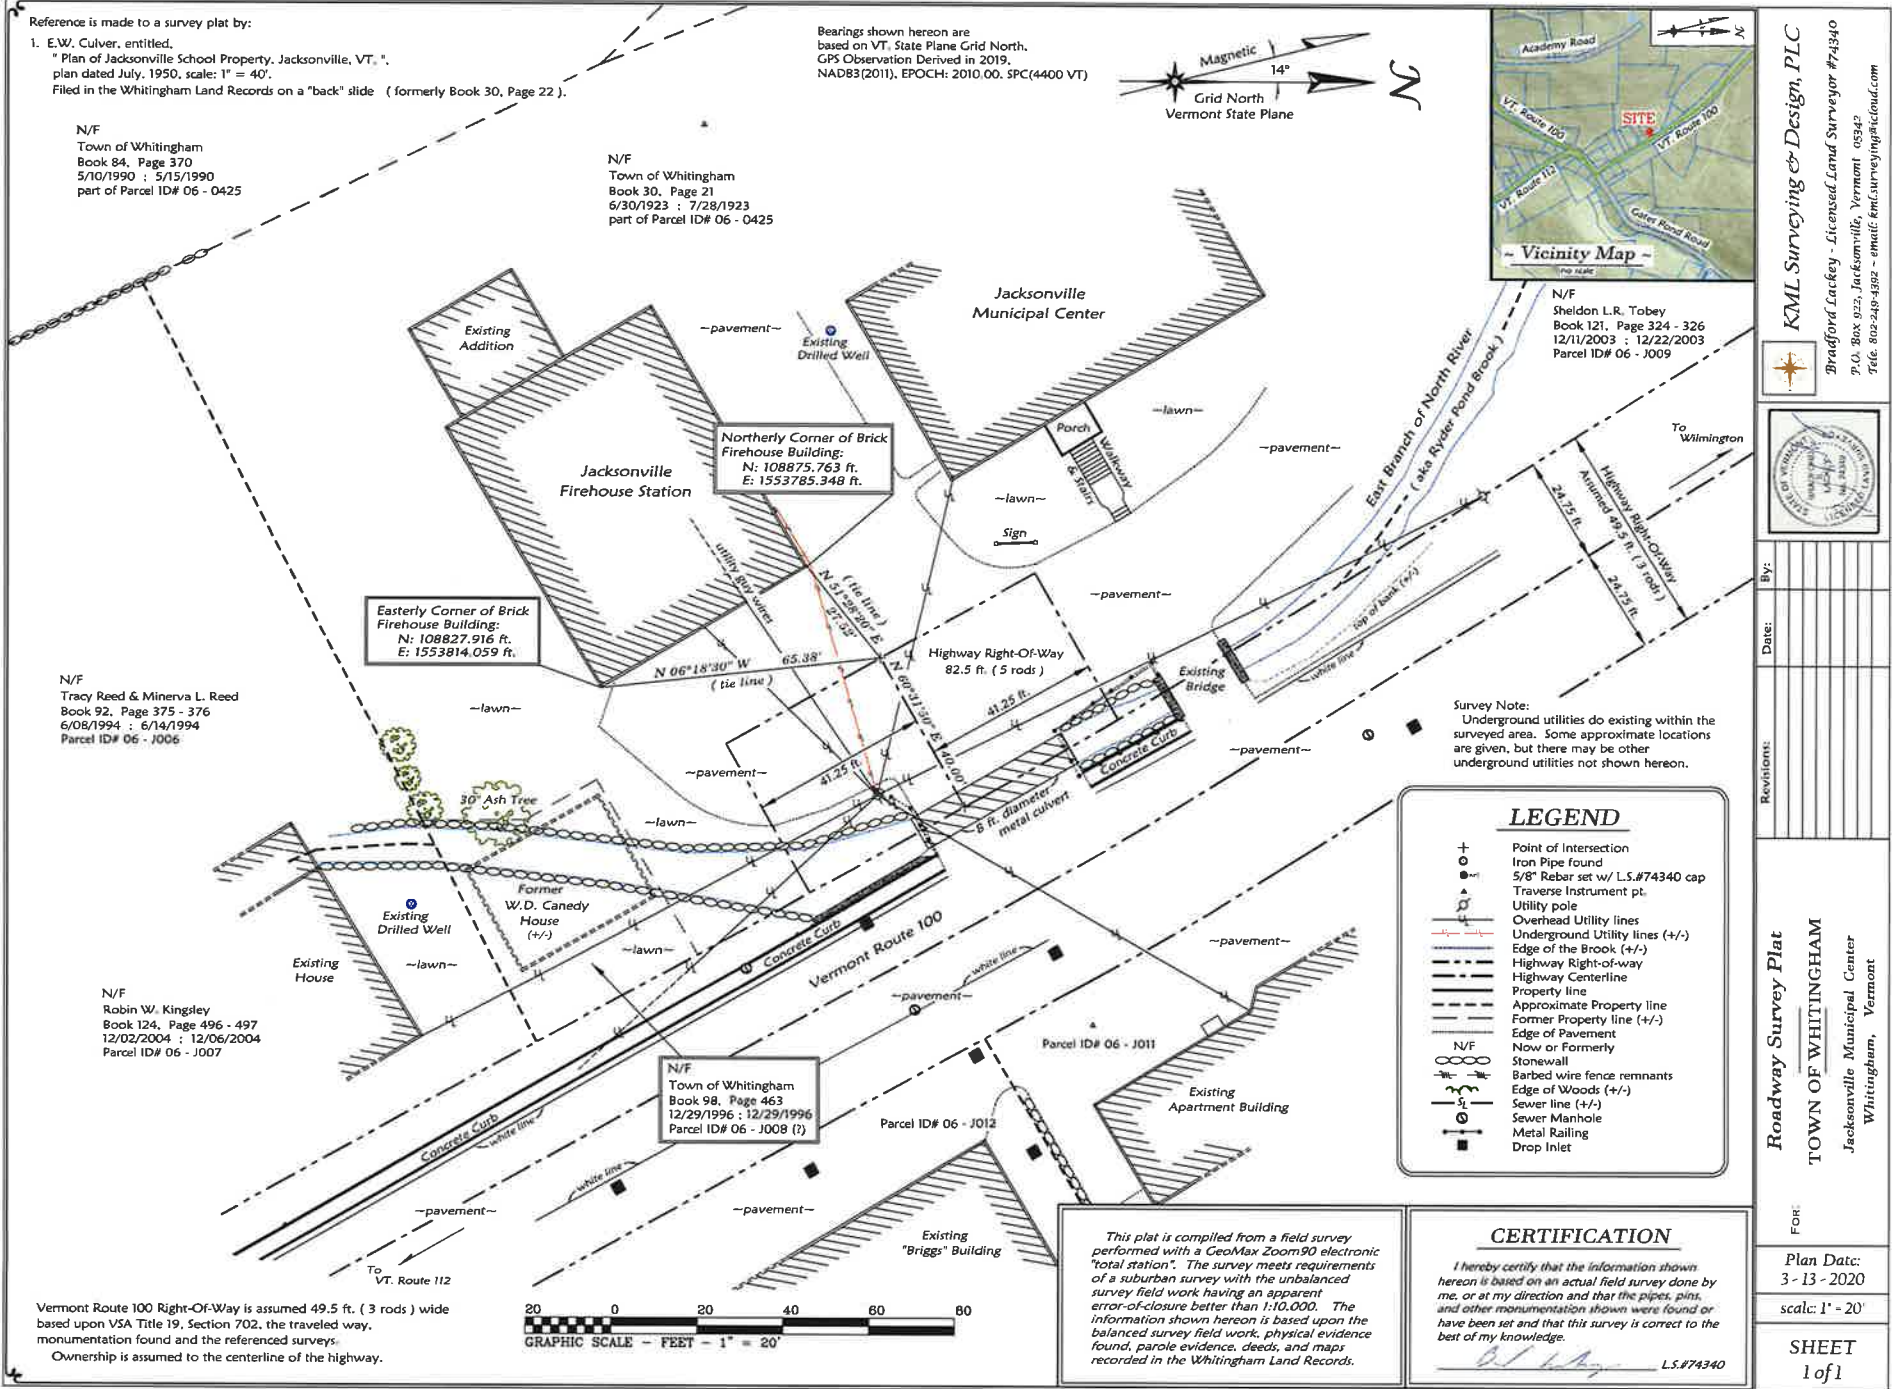 Reference is made to a survey plat by:
1. E.W. Culver, entitled,
" Plan of Jacksonville School Property, Jacksonville, VT. ",
plan dated July, 1950, scale: 1" = 40'.
Filed in the Whitingham Land Records on a "back" slide ( formerly Book 30, Page 22 ).
N/F
Town of Whitingham
Book 84, Page 370
5/10/1990 ; 5/15/1990
part of Parcel ID# 06 - 0425
N/F
Town of Whitingham
Book 30, Page 21
6/30/1923 ; 7/28/1923
part of Parcel ID# 06 - 0425
Bearings shown hereon are
based on VT. State Plane Grid North,
GPS Observation Derived in 2019,
NAD83(2011), EPOCH: 2010.00, SPC(4400 VT)
Magnetic
14°
Grid North
Vermont State Plane
N
Academy Road
VT. Route 100
SITE
VT. Route 100
VT. Route 112
Gates Pond Road
~ Vicinity Map ~
no scale
N
N/F
Sheldon L.R. Tobey
Book 121, Page 324 - 326
12/11/2003 ; 12/22/2003
Parcel ID# 06 - J009
Existing
Addition
~pavement~
Existing
Drilled Well
Jacksonville
Municipal Center
~lawn~
Porch
Walkway
& Stairs
~pavement~
~lawn~
Sign
~pavement~
East Branch of North River
( aka Ryder Pond Brook )
To
Wilmington
Highway Right-Of-Way
Assumed 49.5 ft. ( 3 rods )
24.75 ft.
24.75 ft.
Jacksonville
Firehouse Station
Northerly Corner of Brick
Firehouse Building:
N: 108875.763 ft.
E: 1553785.348 ft.
Easterly Corner of Brick
Firehouse Building:
N: 108827.916 ft.
E: 1553814.059 ft.
utility guy wires
N 51°28'20" E
27.52'
( tie line )
N 06°18'30" W 65.38'
( tie line )
N 60°31'50" E 40.00'
Highway Right-Of-Way
82.5 ft. ( 5 rods )
41.25 ft.
41.25 ft.
Existing
Bridge
top of bank (+/-)
white line
Concrete Curb
~pavement~
8 ft. diameter
metal culvert
N/F
Tracy Reed & Minerva L. Reed
Book 92, Page 375 - 376
6/08/1994 ; 6/14/1994
Parcel ID# 06 - J006
~lawn~
~pavement~
30" Ash Tree
~lawn~
Existing
Drilled Well
Former
W.D. Canedy
House
(+/-)
~lawn~
~lawn~
Existing
House
N/F
Robin W. Kingsley
Book 124, Page 496 - 497
12/02/2004 ; 12/06/2004
Parcel ID# 06 - J007
Concrete Curb
Vermont Route 100
white line
~pavement~
~pavement~
Parcel ID# 06 - J011
N/F
Town of Whitingham
Book 98, Page 463
12/29/1996 ; 12/29/1996
Parcel ID# 06 - J008 (?)
Parcel ID# 06 - J012
Existing
Apartment Building
Concrete Curb
white line
white line
~pavement~
~pavement~
Existing
"Briggs" Building
To
VT. Route 112
Survey Note:
Underground utilities do existing within the
surveyed area. Some approximate locations
are given, but there may be other
underground utilities not shown hereon.
LEGEND
Point of Intersection
Iron Pipe found
5/8" Rebar set w/ L.S.#74340 cap
Traverse Instrument pt.
Utility pole
Overhead Utility lines
Underground Utility lines (+/-)
Edge of the Brook (+/-)
Highway Right-of-way
Highway Centerline
Property line
Approximate Property line
Former Property line (+/-)
Edge of Pavement
N/F Now or Formerly
Stonewall
Barbed wire fence remnants
Edge of Woods (+/-)
Sewer line (+/-)
Sewer Manhole
Metal Railing
Drop Inlet
Vermont Route 100 Right-Of-Way is assumed 49.5 ft. ( 3 rods ) wide
based upon VSA Title 19, Section 702, the traveled way,
monumentation found and the referenced surveys.
Ownership is assumed to the centerline of the highway.
20 0 20 40 60 80
GRAPHIC SCALE - FEET - 1" = 20'
This plat is compiled from a field survey
performed with a GeoMax Zoom90 electronic
"total station". The survey meets requirements
of a suburban survey with the unbalanced
survey field work having an apparent
error-of-closure better than 1:10,000. The
information shown hereon is based upon the
balanced survey field work, physical evidence
found, parole evidence, deeds, and maps
recorded in the Whitingham Land Records.
CERTIFICATION
I hereby certify that the information shown
hereon is based on an actual field survey done by
me, or at my direction and that the pipes, pins,
and other monumentation shown were found or
have been set and that this survey is correct to the
best of my knowledge.
L.S.#74340
KML Surveying & Design, PLC
Bradford Lackey - Licensed Land Surveyor #74340
P.O. Box 922, Jacksonville, Vermont 05342
Tele. 802-249-4392 ~ email: kml.surveying@icloud.com
STATE OF VERMONT
LICENSED LAND SURVEYOR
By:
Date:
Revisions:
Roadway Survey Plat
TOWN OF WHITINGHAM
Jacksonville Municipal Center
Whitingham, Vermont
FOR:
Plan Date:
3 - 13 - 2020
scale: 1" = 20'
SHEET
1 of 1